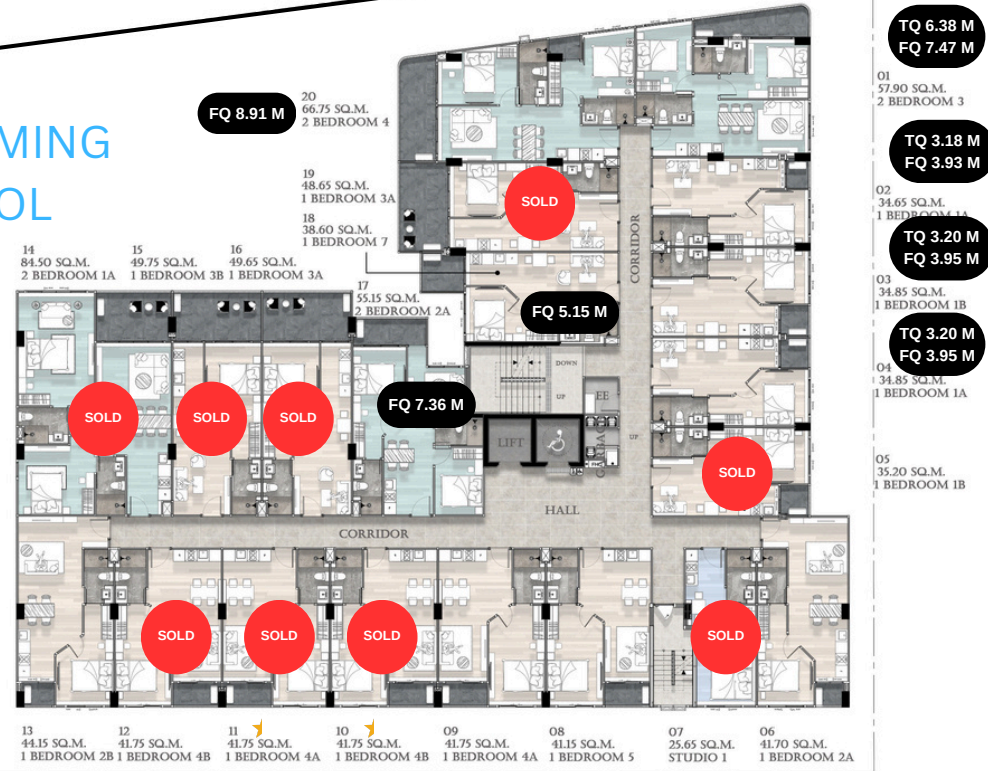 MING
OL
TQ 6.38 M
FQ 7.47 M
01
57.90 SQ.M.
2 BEDROOM 3
FQ 8.91 M
20
66.75 SQ.M.
2 BEDROOM 4
TQ 3.18 M
FQ 3.93 M
02
34.65 SQ.M.
1 BEDROOM 1A
19
48.65 SQ.M.
1 BEDROOM 3A
18
38.60 SQ.M.
1 BEDROOM 7
SOLD
CORRIDOR
TQ 3.20 M
FQ 3.95 M
03
34.85 SQ.M.
1 BEDROOM 1B
14
84.50 SQ.M.
2 BEDROOM 1A
15
49.75 SQ.M.
1 BEDROOM 3B
16
49.65 SQ.M.
1 BEDROOM 3A
17
55.15 SQ.M.
2 BEDROOM 2A
FQ 5.15 M
TQ 3.20 M
FQ 3.95 M
04
34.85 SQ.M.
1 BEDROOM 1A
DOWN
UP
EE
SOLD
SOLD
SOLD
FQ 7.36 M
LIFT
UP
SOLD
05
35.20 SQ.M.
1 BEDROOM 1B
HALL
CORRIDOR
SOLD
SOLD
SOLD
SOLD
13
44.15 SQ.M.
1 BEDROOM 2B
12
41.75 SQ.M.
1 BEDROOM 4B
11
41.75 SQ.M.
1 BEDROOM 4A
10
41.75 SQ.M.
1 BEDROOM 4B
09
41.75 SQ.M.
1 BEDROOM 4A
08
41.15 SQ.M.
1 BEDROOM 5
07
25.65 SQ.M.
STUDIO 1
06
41.70 SQ.M.
1 BEDROOM 2A